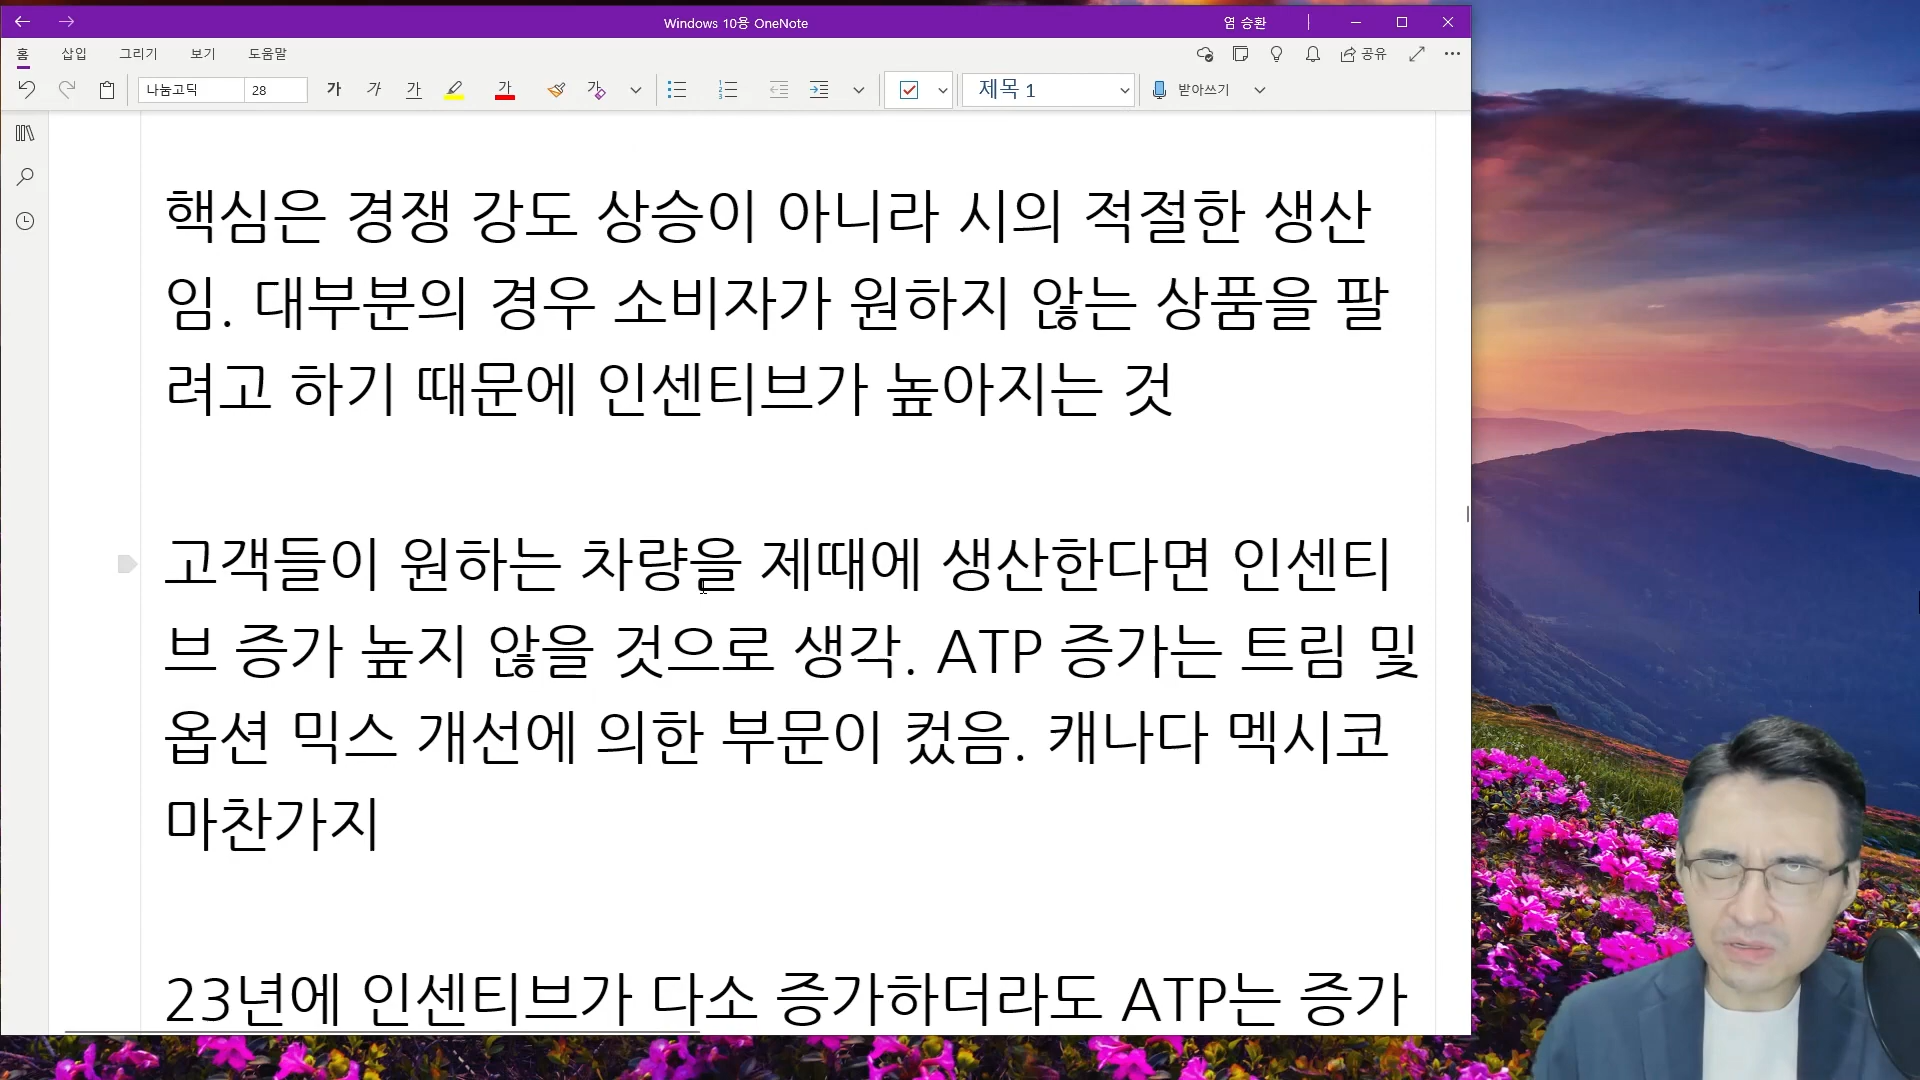 Windows 10용 OneNote
염 승환
홈 삽입 그리기 보기 도움말
공유
나눔고딕 28 가 가 가 가 가 제목 1 받아쓰기
핵심은 경쟁 강도 상승이 아니라 시의 적절한 생산
임. 대부분의 경우 소비자가 원하지 않는 상품을 팔
려고 하기 때문에 인센티브가 높아지는 것
고객들이 원하는 차량을 제때에 생산한다면 인센티
브 증가 높지 않을 것으로 생각. ATP 증가는 트림 및
옵션 믹스 개선에 의한 부문이 컸음. 캐나다 멕시코
마찬가지
23년에 인센티브가 다소 증가하더라도 ATP는 증가